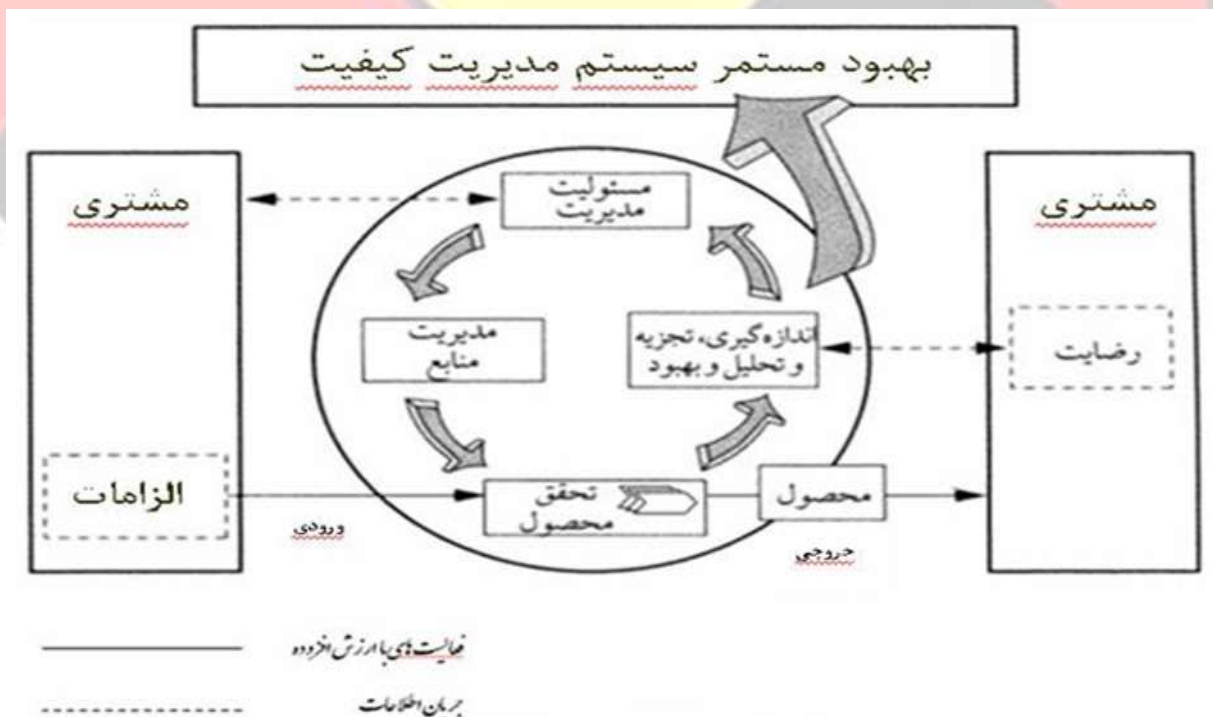 بهبود مستمر سیستم مدیریت کیفیت
مشتری
مشتری
مسئولیت
مدیریت
مدیریت
منابع
اندازه‌گیری، تجزیه
و تحلیل و بهبود
رضایت
الزامات
تحقق
محصول
محصول
ورودی
خروجی
فعالیت‌های با ارزش افزوده
جریان اطلاعات